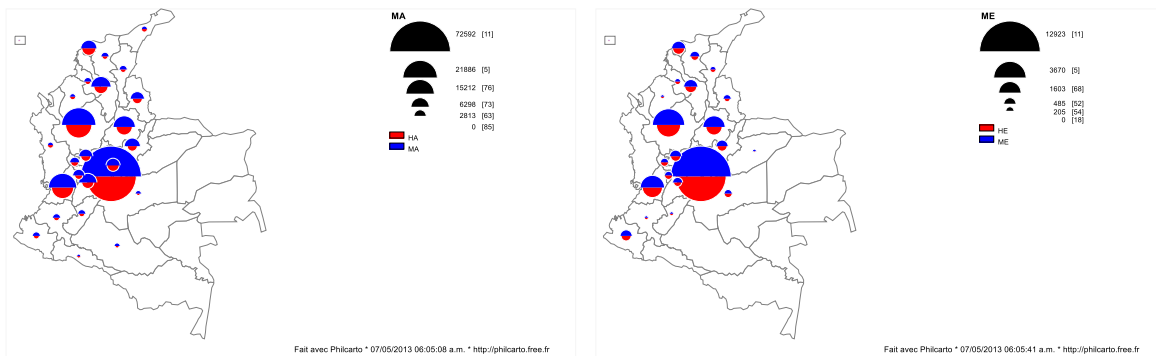 MA
72592 [11]
21886 [5]
15212 [76]
6298 [73]
2813 [63]
0 [85]
HA
MA
Fait avec Philcarto * 07/05/2013 06:05:08 a.m. * http://philcarto.free.fr
ME
12923 [11]
3670 [5]
1603 [68]
485 [52]
205 [54]
0 [18]
HE
ME
Fait avec Philcarto * 07/05/2013 06:05:41 a.m. * http://philcarto.free.fr